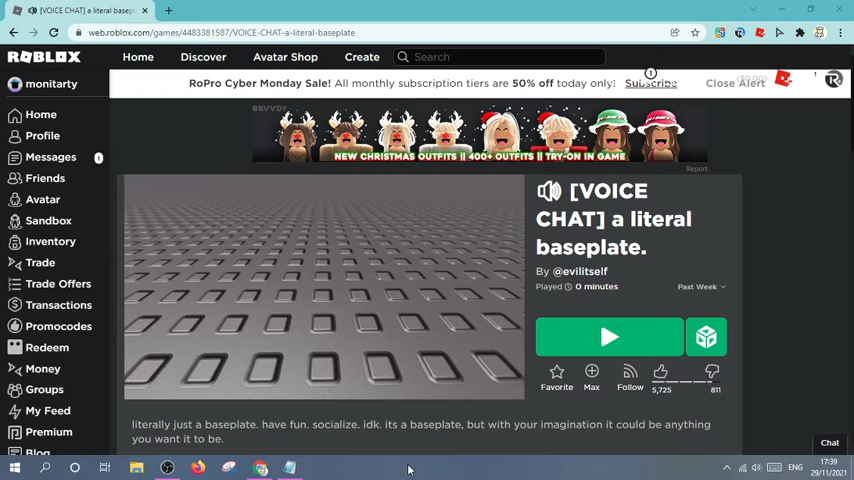 [VOICE CHAT] a literal basepl
web.roblox.com/games/4483381587/VOICE-CHAT-a-literal-baseplate
ROBLOX
Home
Discover
Avatar Shop
Create
Search
monitarty
RoPro Cyber Monday Sale! All monthly subscription tiers are 50% off today only!
Subscribe
Close Alert
1
1
Home
Profile
Messages
1
Friends
Avatar
Sandbox
Inventory
Trade
Trade Offers
Transactions
Promocodes
Redeem
Money
Groups
My Feed
Premium
Blog
NEW CHRISTMAS OUTFITS || 400+ OUTFITS || TRY-ON IN GAME
Report
[VOICE
CHAT] a literal
baseplate.
By @evilitself
Played 0 minutes
Past Week
Favorite
Max
Follow
5,725
811
literally just a baseplate. have fun. socialize. idk. its a baseplate, but with your imagination it could be anything
you want it to be.
Chat
ENG
17:39
29/11/2021